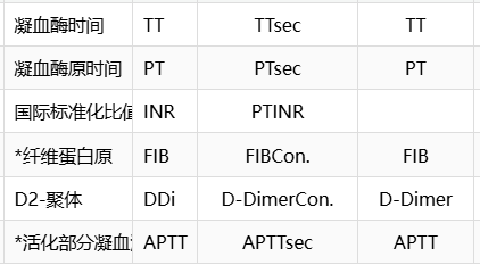 凝血酶时间 TT TTsec TT
凝血酶原时间 PT PTsec PT
国际标准化比值 INR PTINR
*纤维蛋白原 FIB FIBCon. FIB
D2-聚体 DDi D-DimerCon. D-Dimer
*活化部分凝血 APTT APTTsec APTT